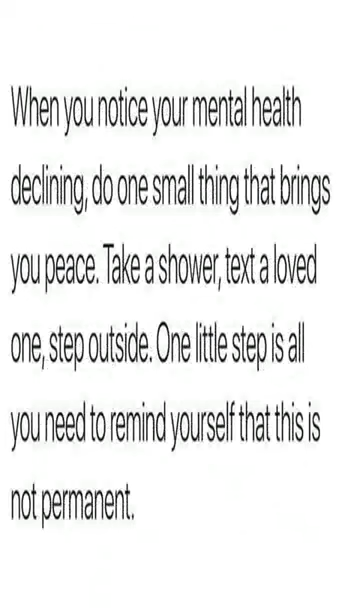 When you notice your mental health
declining, do one small thing that brings
you peace. Take a shower, text a loved
one, step outside. One little step is all
you need to remind yourself that this is
not permanent.